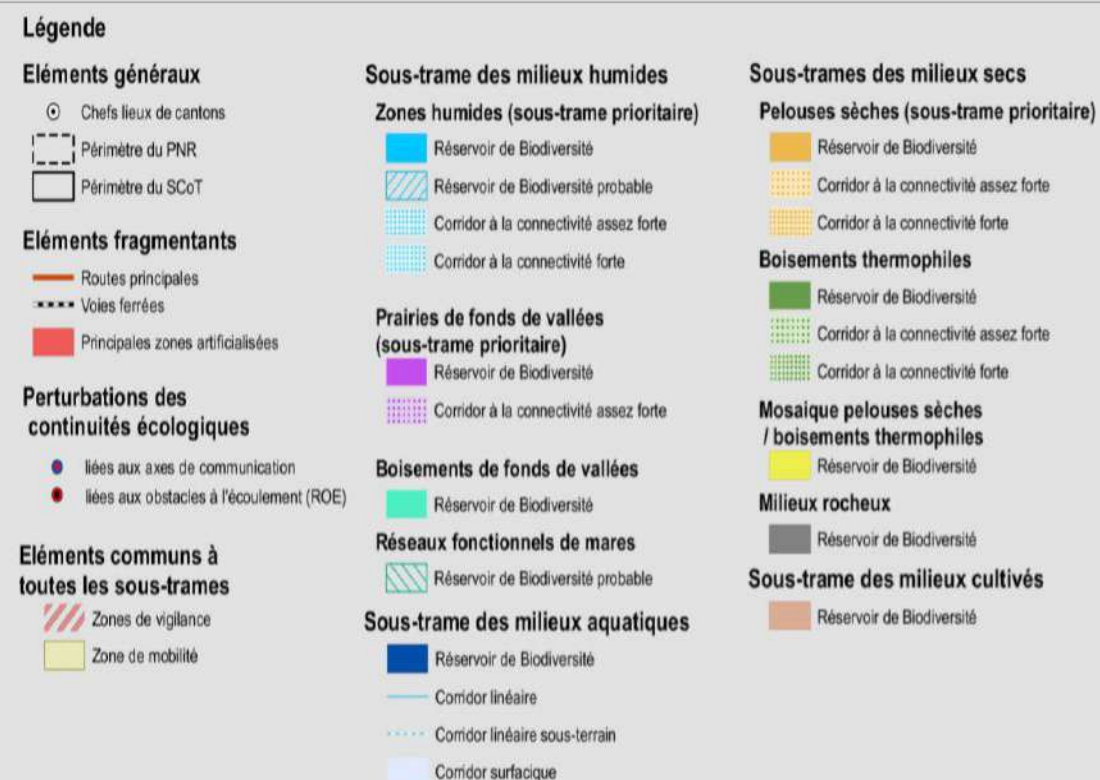 Légende
Eléments généraux
Chefs lieux de cantons
Périmètre du PNR
Périmètre du SCoT
Eléments fragmentants
Routes principales
Voies ferrées
Principales zones artificialisées
Perturbations des
continuités écologiques
liées aux axes de communication
liées aux obstacles à l'écoulement (ROE)
Eléments communs à
toutes les sous-trames
Zones de vigilance
Zone de mobilité
Sous-trame des milieux humides
Zones humides (sous-trame prioritaire)
Réservoir de Biodiversité
Réservoir de Biodiversité probable
Corridor à la connectivité assez forte
Corridor à la connectivité forte
Prairies de fonds de vallées
(sous-trame prioritaire)
Réservoir de Biodiversité
Corridor à la connectivité assez forte
Boisements de fonds de vallées
Réservoir de Biodiversité
Réseaux fonctionnels de mares
Réservoir de Biodiversité probable
Sous-trame des milieux aquatiques
Réservoir de Biodiversité
Corridor linéaire
Corridor linéaire sous-terrain
Corridor surfacique
Sous-trames des milieux secs
Pelouses sèches (sous-trame prioritaire)
Réservoir de Biodiversité
Corridor à la connectivité assez forte
Corridor à la connectivité forte
Boisements thermophiles
Réservoir de Biodiversité
Corridor à la connectivité assez forte
Corridor à la connectivité forte
Mosaique pelouses sèches
/ boisements thermophiles
Réservoir de Biodiversité
Milieux rocheux
Réservoir de Biodiversité
Sous-trame des milieux cultivés
Réservoir de Biodiversité